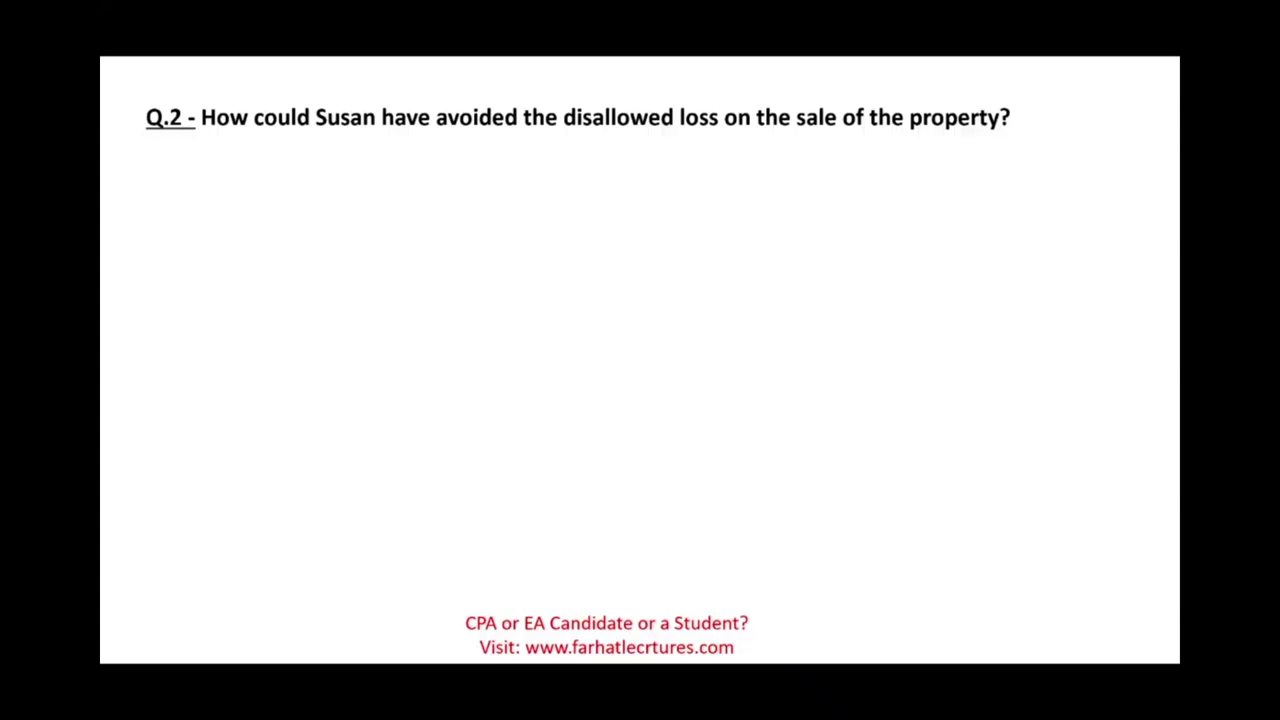 Q.2 - How could Susan have avoided the disallowed loss on the sale of the property?
CPA or EA Candidate or a Student?
Visit: www.farhatlecrtures.com